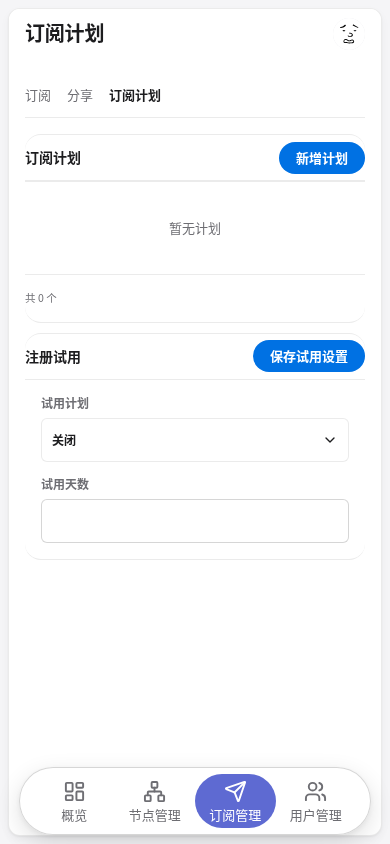 订阅计划
订阅 分享 订阅计划
订阅计划 新增计划
暂无计划
共 0 个
注册试用 保存试用设置
试用计划
关闭
试用天数
概览 节点管理 订阅管理 用户管理